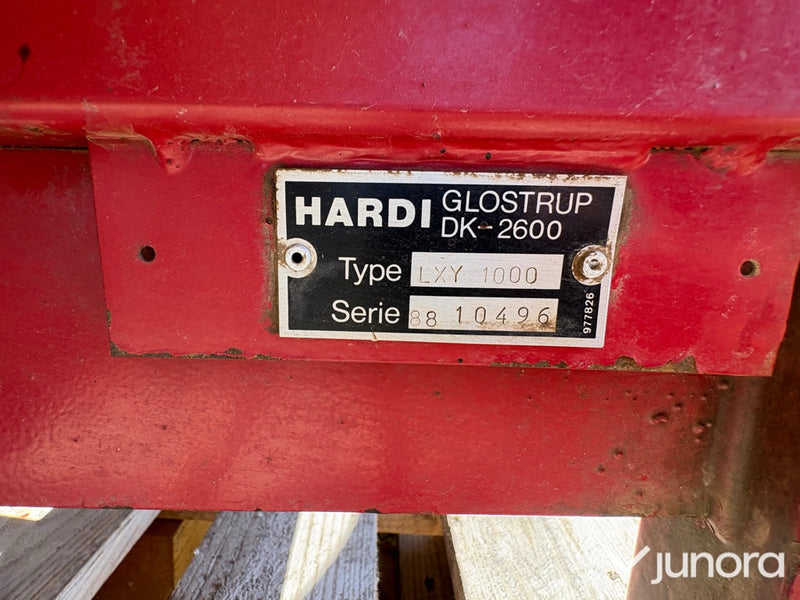 HARDI GLOSTRUP
DK-2600
Type LXY 1000
Serie 88 10496
977826
junora